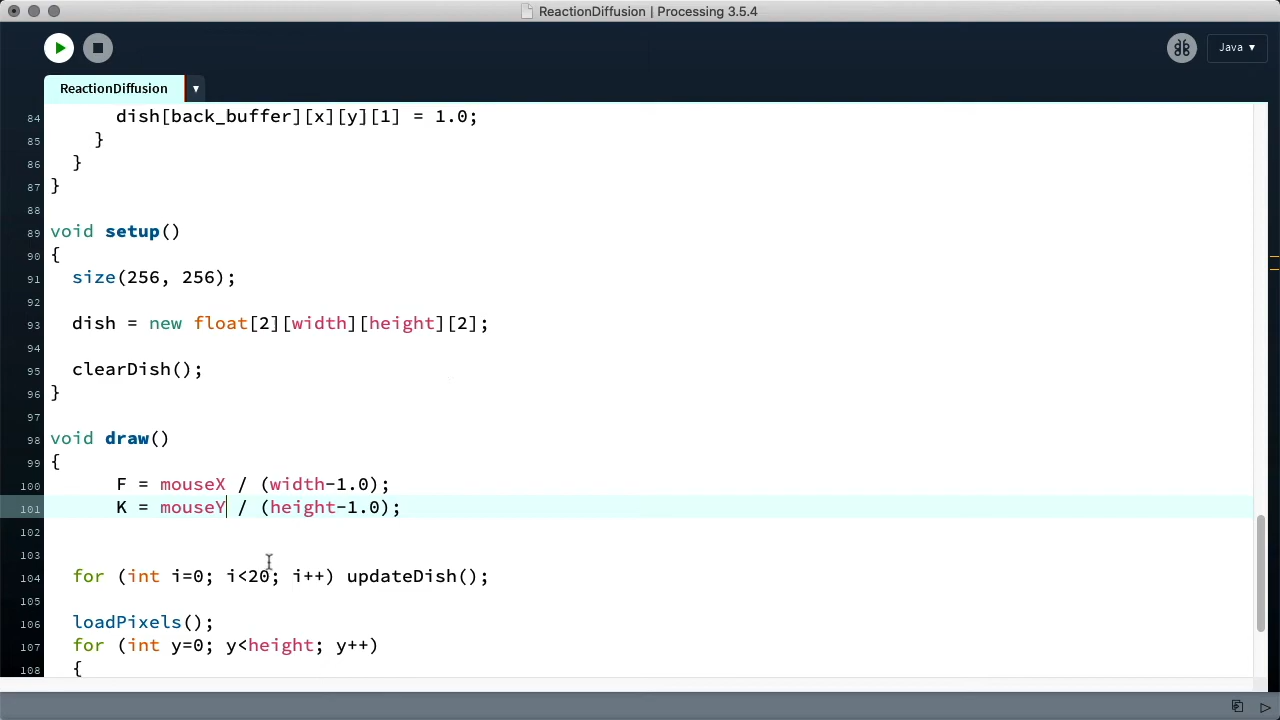 ReactionDiffusion | Processing 3.5.4
Java ▼
ReactionDiffusion ▼
84 dish[back_buffer][x][y][1] = 1.0;
85 }
86 }
87 }
88
89 void setup()
90 {
91 size(256, 256);
92
93 dish = new float[2][width][height][2];
94
95 clearDish();
96 }
97
98 void draw()
99 {
100 F = mouseX / (width-1.0);
101 K = mouseY / (height-1.0);
102
103
104 for (int i=0; i<20; i++) updateDish();
105
106 loadPixels();
107 for (int y=0; y<height; y++)
108 {